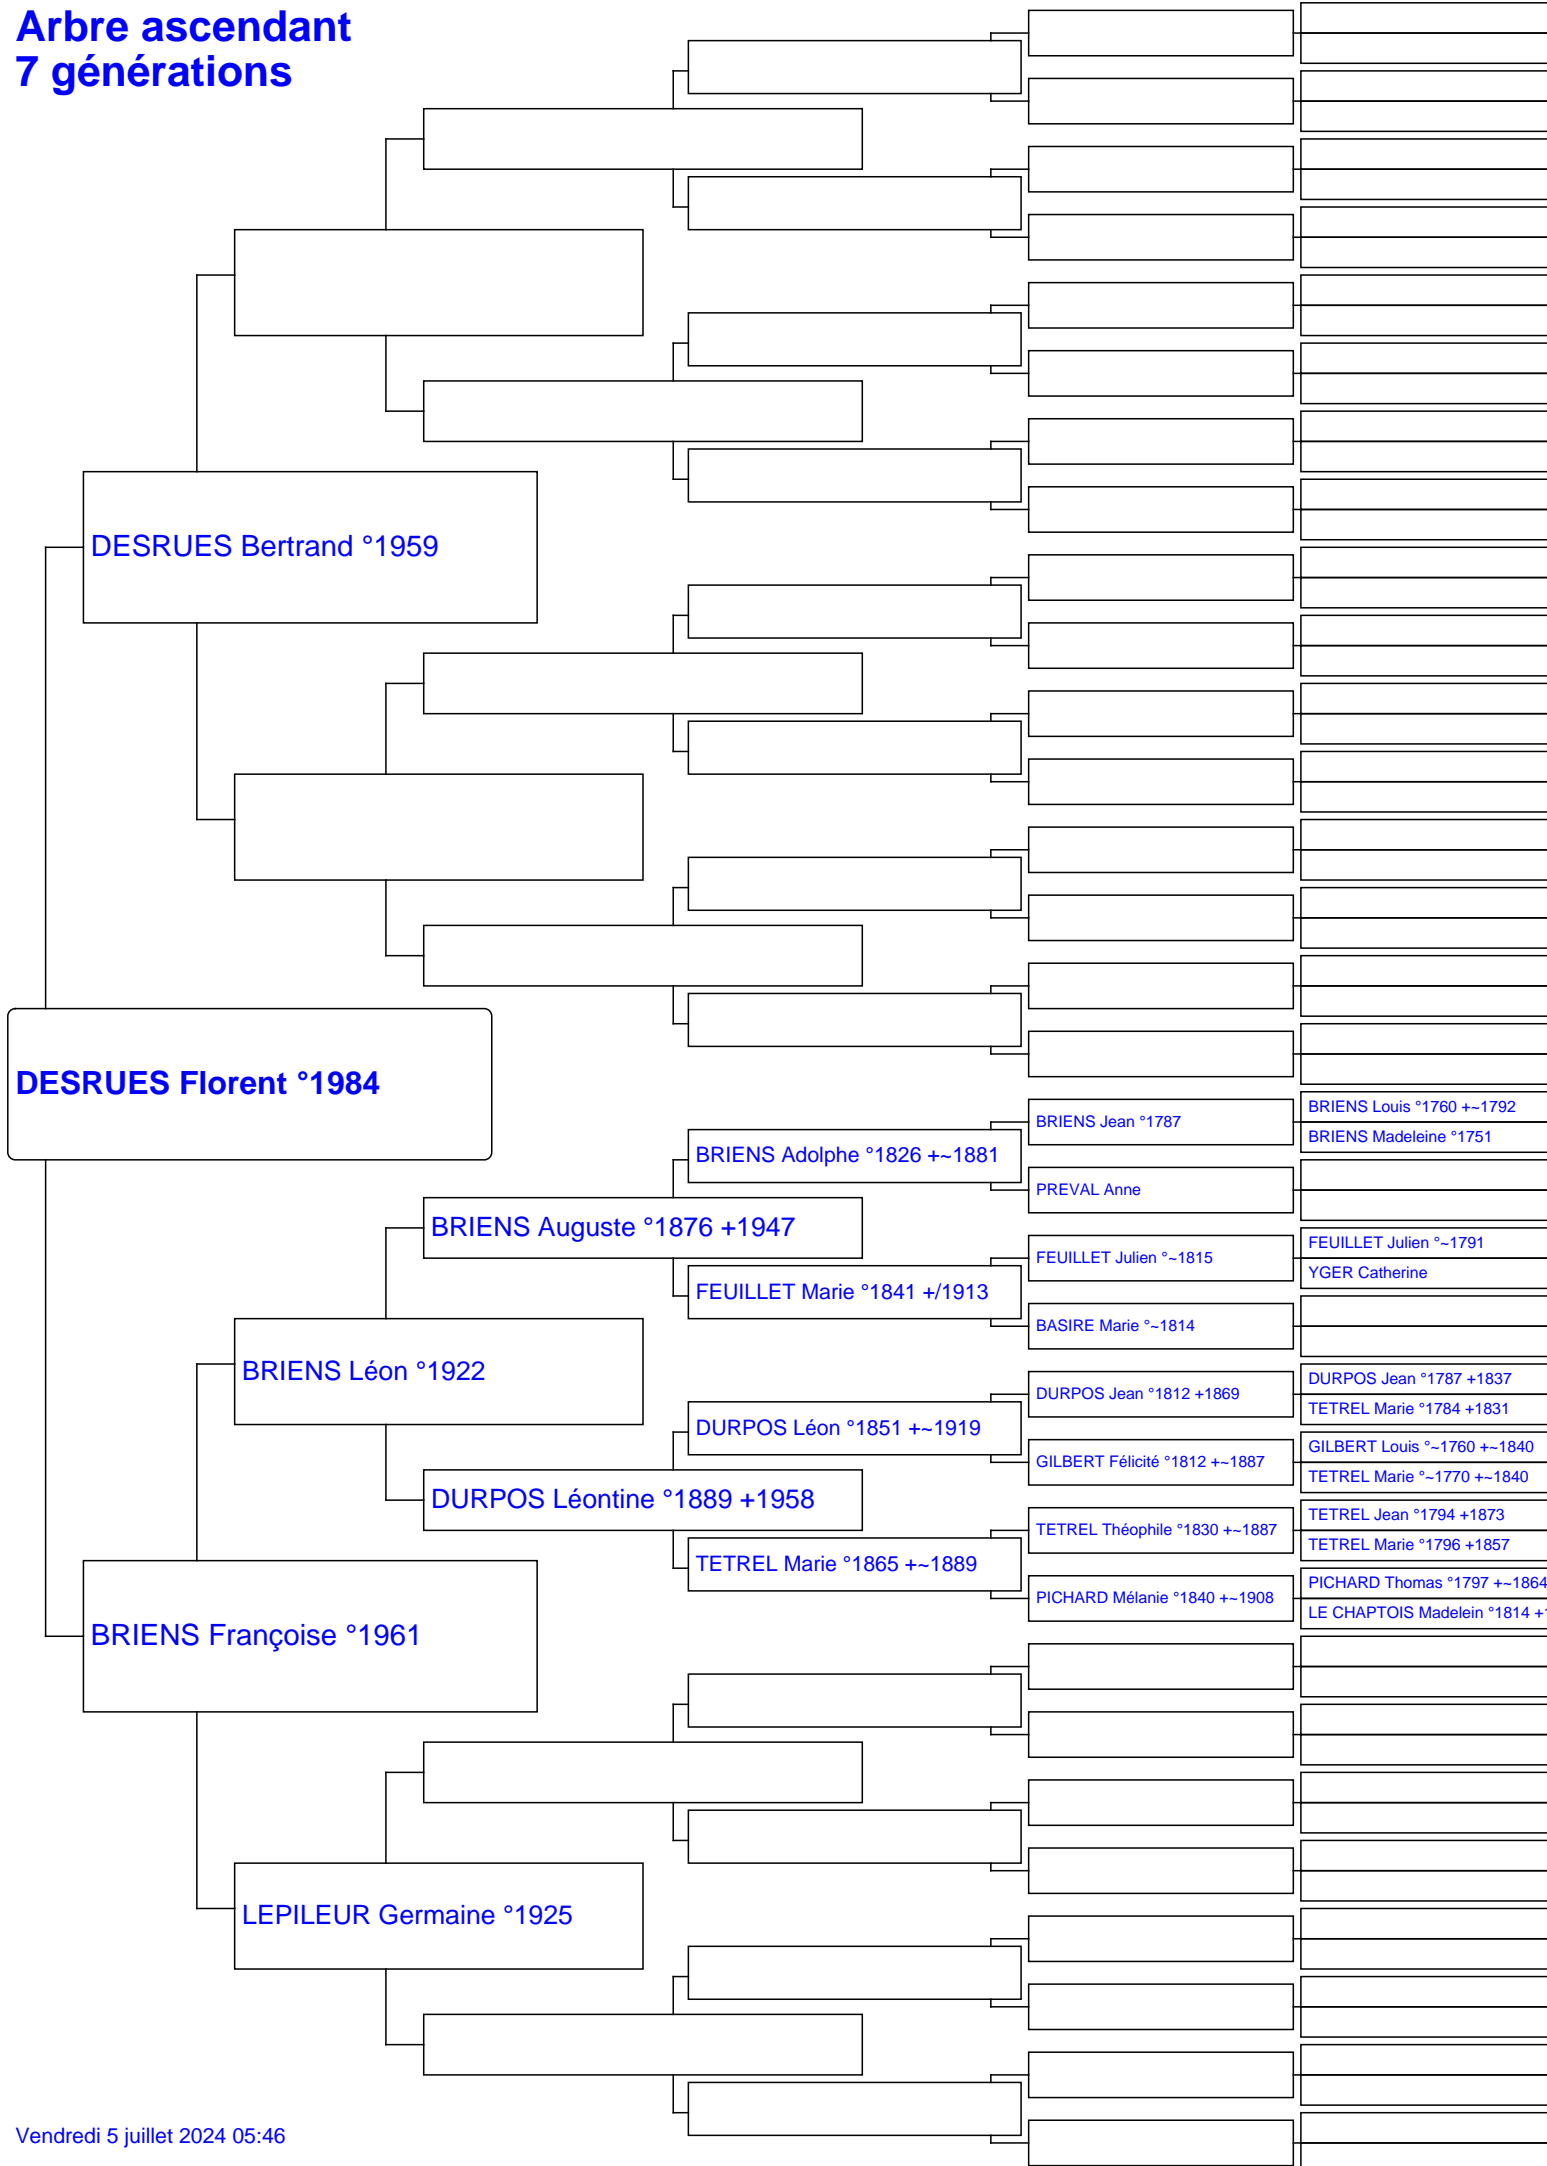 Arbre ascendant
7 générations
DESRUES Bertrand °1959
DESRUES Florent °1984
BRIENS Jean °1787
BRIENS Louis °1760 +~1792
BRIENS Madeleine °1751
BRIENS Adolphe °1826 +~1881
PREVAL Anne
BRIENS Auguste °1876 +1947
FEUILLET Julien °~1815
FEUILLET Julien °~1791
YGER Catherine
FEUILLET Marie °1841 +/1913
BASIRE Marie °~1814
BRIENS Léon °1922
DURPOS Jean °1812 +1869
DURPOS Jean °1787 +1837
TETREL Marie °1784 +1831
DURPOS Léon °1851 +~1919
GILBERT Félicité °1812 +~1887
GILBERT Louis °~1760 +~1840
TETREL Marie °~1770 +~1840
DURPOS Léontine °1889 +1958
TETREL Théophile °1830 +~1887
TETREL Jean °1794 +1873
TETREL Marie °1796 +1857
TETREL Marie °1865 +~1889
PICHARD Mélanie °1840 +~1908
PICHARD Thomas °1797 +~1864
LE CHAPTOIS Madelein °1814 +
BRIENS Françoise °1961
LEPILEUR Germaine °1925
Vendredi 5 juillet 2024 05:46